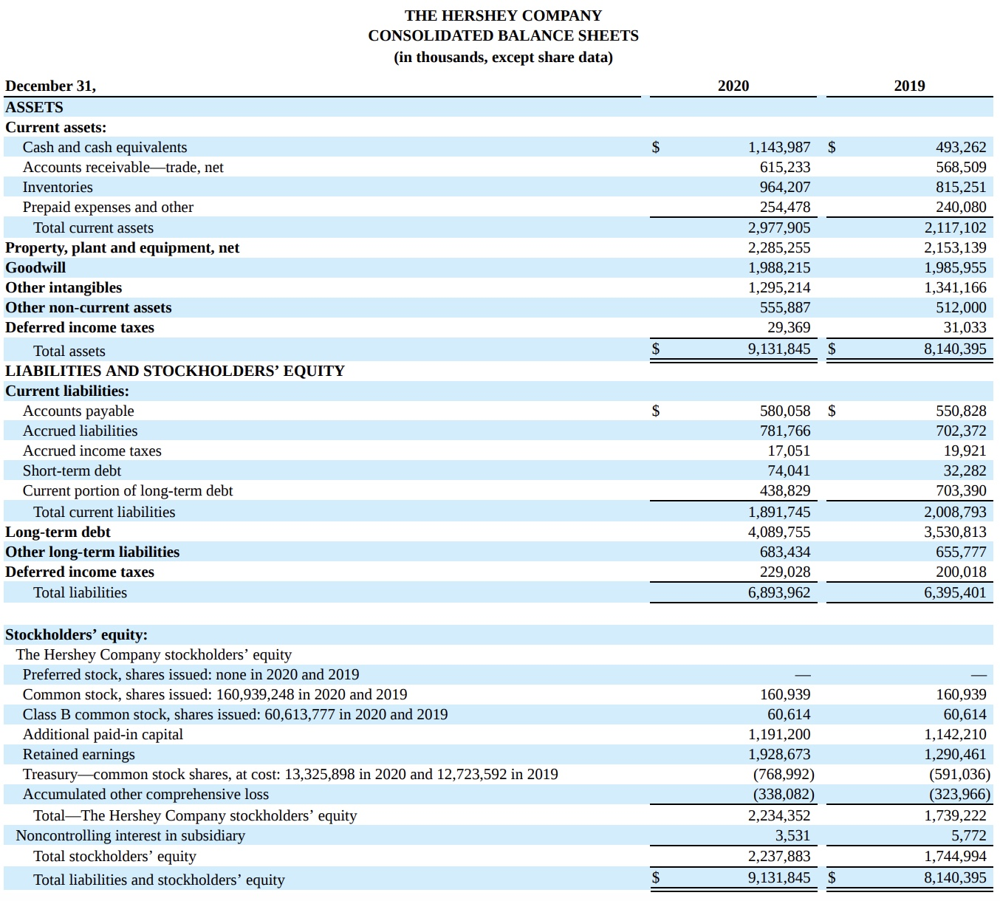 THE HERSHEY COMPANY
CONSOLIDATED BALANCE SHEETS
(in thousands, except share data)
December 31, 2020 2019
ASSETS
Current assets:
Cash and cash equivalents $ 1,143,987 $ 493,262
Accounts receivable—trade, net 615,233 568,509
Inventories 964,207 815,251
Prepaid expenses and other 254,478 240,080
Total current assets 2,977,905 2,117,102
Property, plant and equipment, net 2,285,255 2,153,139
Goodwill 1,988,215 1,985,955
Other intangibles 1,295,214 1,341,166
Other non-current assets 555,887 512,000
Deferred income taxes 29,369 31,033
Total assets $ 9,131,845 $ 8,140,395
LIABILITIES AND STOCKHOLDERS’ EQUITY
Current liabilities:
Accounts payable $ 580,058 $ 550,828
Accrued liabilities 781,766 702,372
Accrued income taxes 17,051 19,921
Short-term debt 74,041 32,282
Current portion of long-term debt 438,829 703,390
Total current liabilities 1,891,745 2,008,793
Long-term debt 4,089,755 3,530,813
Other long-term liabilities 683,434 655,777
Deferred income taxes 229,028 200,018
Total liabilities 6,893,962 6,395,401
Stockholders’ equity:
The Hershey Company stockholders’ equity
Preferred stock, shares issued: none in 2020 and 2019 — —
Common stock, shares issued: 160,939,248 in 2020 and 2019 160,939 160,939
Class B common stock, shares issued: 60,613,777 in 2020 and 2019 60,614 60,614
Additional paid-in capital 1,191,200 1,142,210
Retained earnings 1,928,673 1,290,461
Treasury—common stock shares, at cost: 13,325,898 in 2020 and 12,723,592 in 2019 (768,992) (591,036)
Accumulated other comprehensive loss (338,082) (323,966)
Total—The Hershey Company stockholders’ equity 2,234,352 1,739,222
Noncontrolling interest in subsidiary 3,531 5,772
Total stockholders’ equity 2,237,883 1,744,994
Total liabilities and stockholders’ equity $ 9,131,845 $ 8,140,395